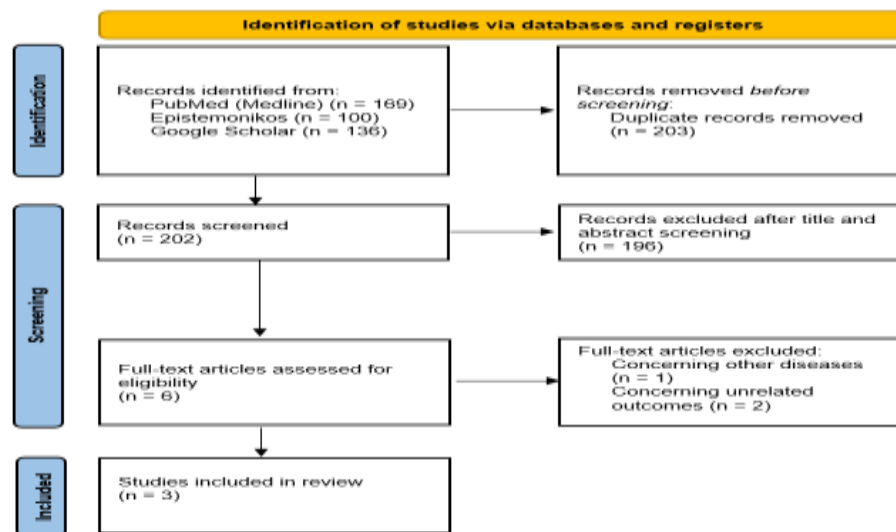 Identification of studies via databases and registers
Identification
Records identified from:
PubMed (Medline) (n = 169)
Epistemonikos (n = 100)
Google Scholar (n = 136)
Records removed before
screening:
Duplicate records removed
(n = 203)
Screening
Records screened
(n = 202)
Records excluded after title and
abstract screening
(n = 196)
Full-text articles assessed for
eligibility
(n = 6)
Full-text articles excluded:
Concerning other diseases
(n = 1)
Concerning unrelated
outcomes (n = 2)
Included
Studies included in review
(n = 3)